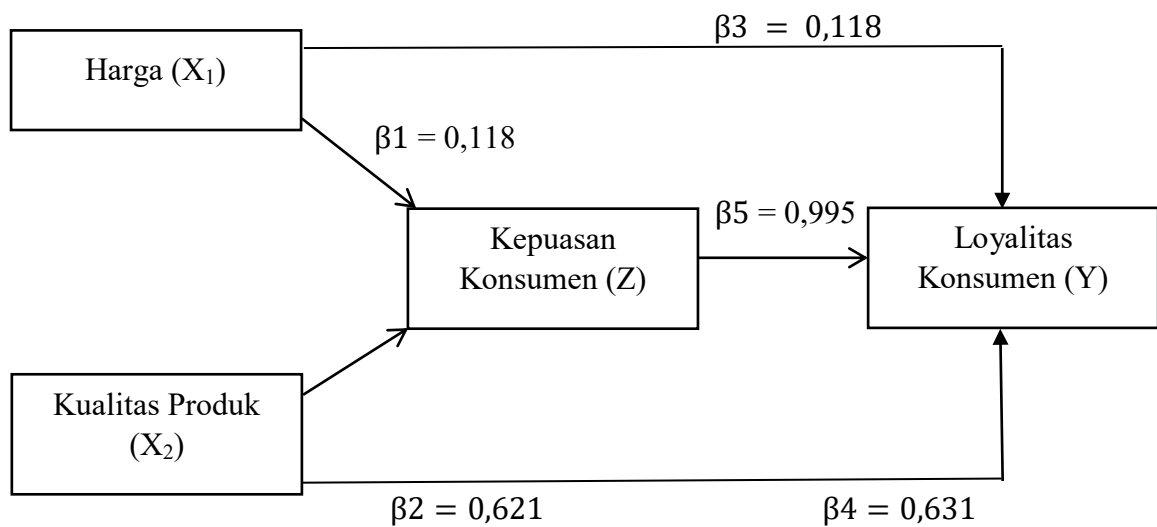 β3 = 0,118
Harga (X₁)
β1 = 0,118
Kepuasan
Konsumen (Z)
β5 = 0,995
Loyalitas
Konsumen (Y)
Kualitas Produk
(X₂)
β2 = 0,621
β4 = 0,631